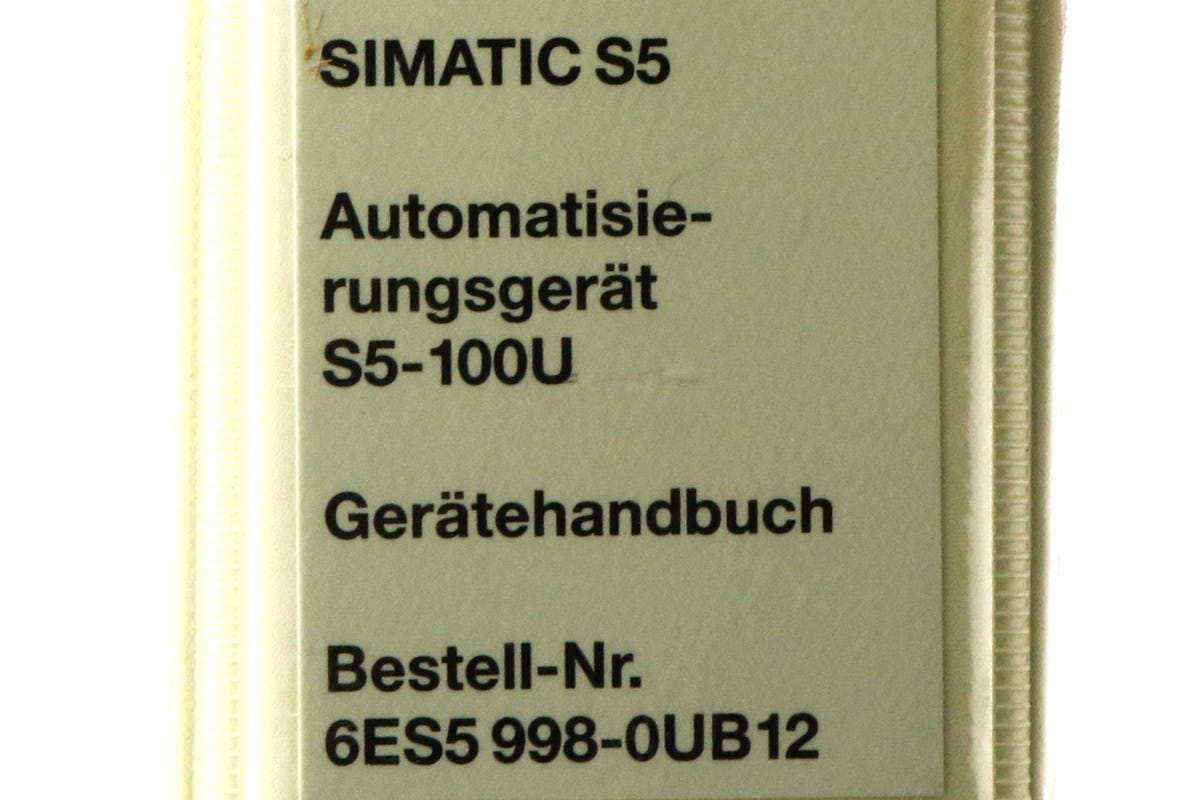 SIMATIC S5
Automatisie-
rungsgerät
S5-100U
Gerätehandbuch
Bestell-Nr.
6ES5 998-0UB12